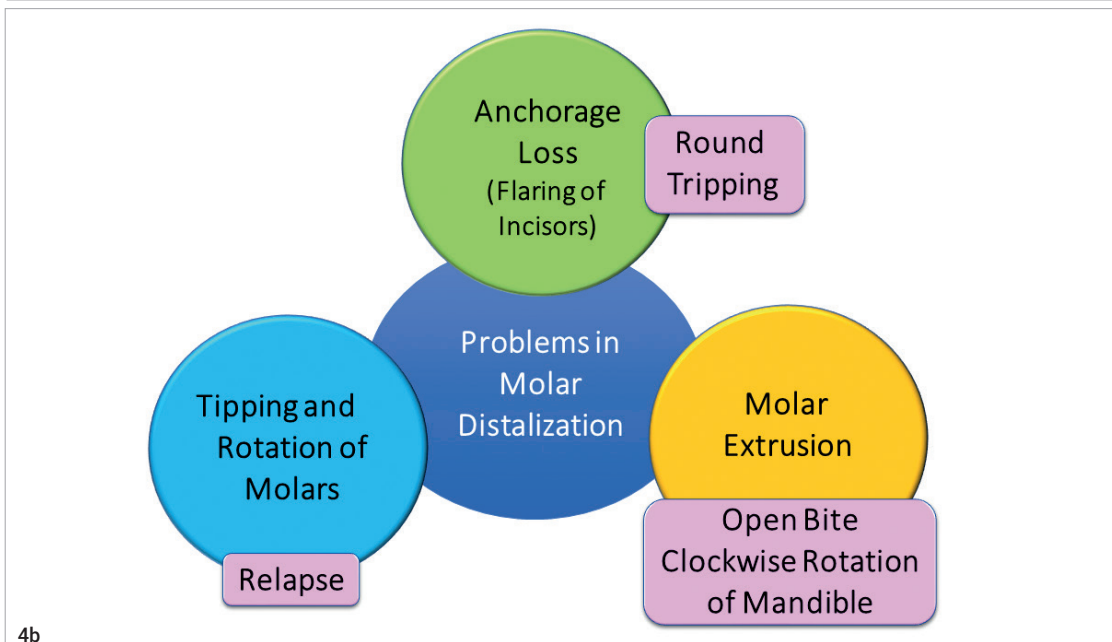 Anchorage
Loss
(Flaring of
Incisors)
Round
Tripping
Problems in
Molar
Distalization
Tipping and
Rotation of
Molars
Relapse
Molar
Extrusion
Open Bite
Clockwise Rotation
of Mandible
4b